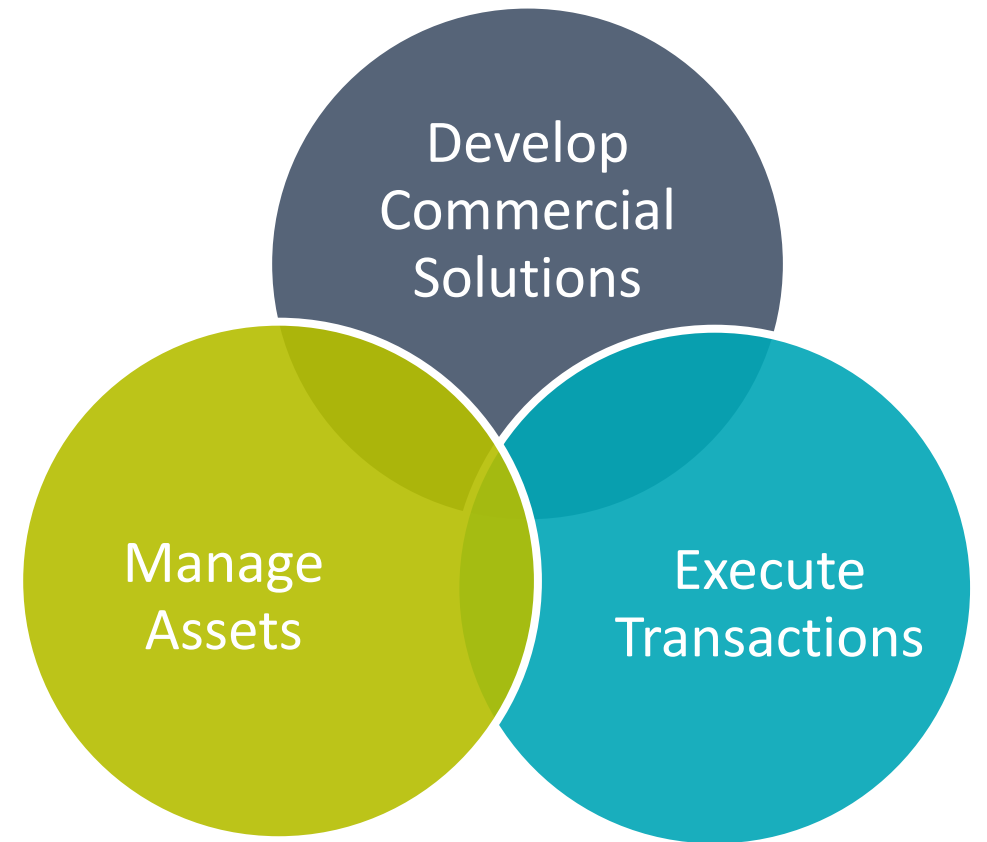 Develop
Commercial
Solutions
Manage
Assets
Execute
Transactions